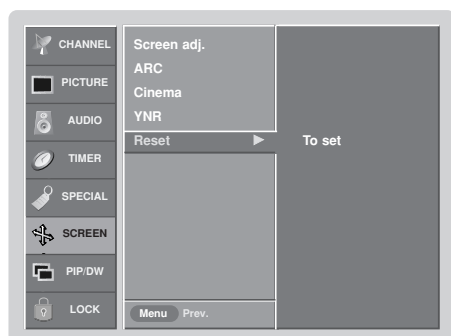 CHANNEL
PICTURE
AUDIO
TIMER
SPECIAL
SCREEN
PIP/DW
LOCK
Screen adj.
ARC
Cinema
YNR
Reset
To set
Menu Prev.